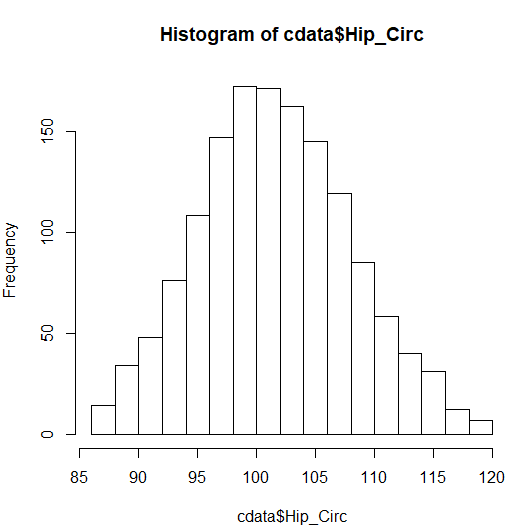 Histogram of cdata$Hip_Circ
Frequency
150
100
50
0
85 90 95 100 105 110 115 120
cdata$Hip_Circ